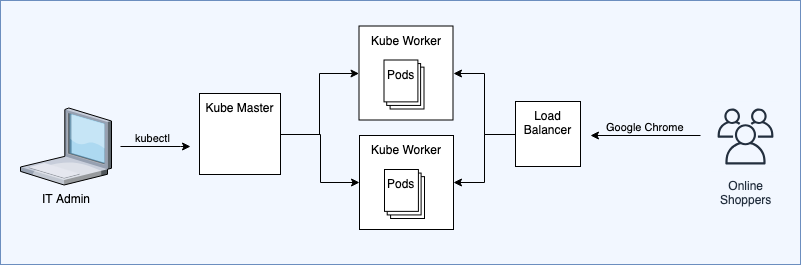 Kube Worker
Pods
Kube Master
kubectl
IT Admin
Kube Worker
Pods
Load
Balancer
Google Chrome
Online
Shoppers